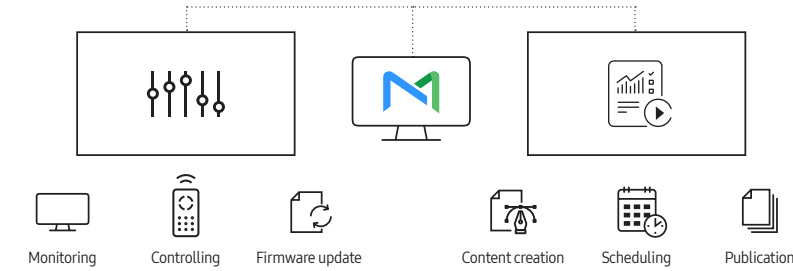 Monitoring
Controlling
Firmware update
Content creation
Scheduling
Publication